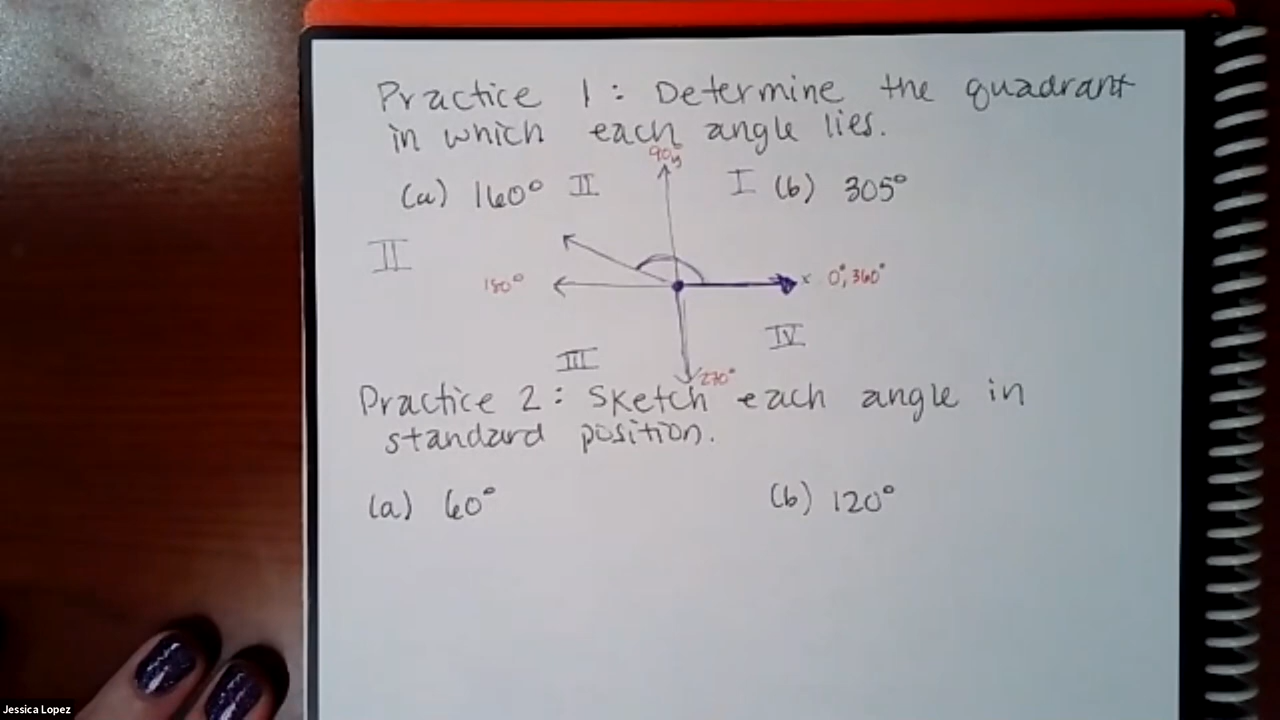 Practice 1: Determine the quadrant
in which each angle lies.
90 y
(a) 160° II I (b) 305°
II
180° x 0°, 360°
IV
III
270°
Practice 2: Sketch each angle in
standard position.
(a) 60° (b) 120°
Jessica Lopez